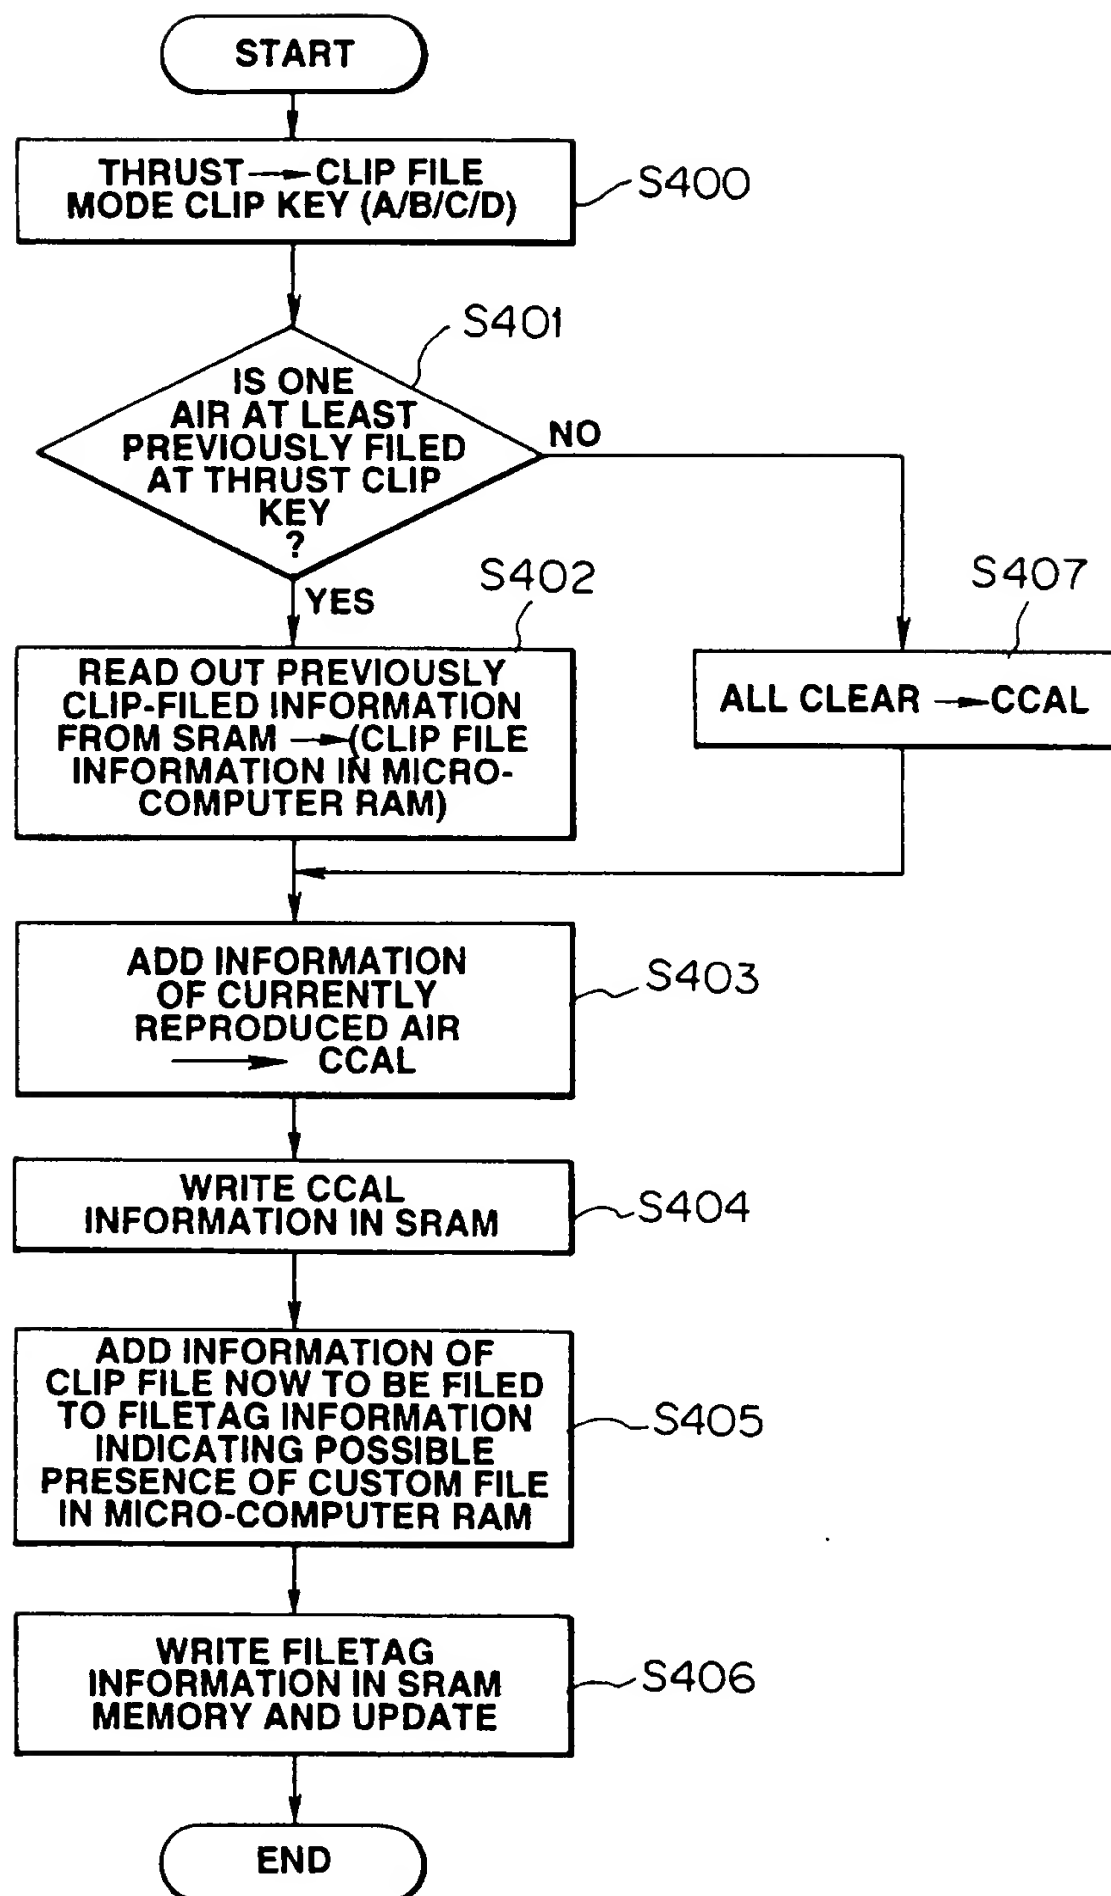 START
THRUST → CLIP FILE
MODE CLIP KEY (A/B/C/D)
S400
S401
IS ONE
AIR AT LEAST
PREVIOUSLY FILED
AT THRUST CLIP
KEY
?
NO
YES
S402
READ OUT PREVIOUSLY
CLIP-FILED INFORMATION
FROM SRAM → (CLIP FILE
INFORMATION IN MICRO-
COMPUTER RAM)
S407
ALL CLEAR → CCAL
ADD INFORMATION
OF CURRENTLY
REPRODUCED AIR
→ CCAL
S403
WRITE CCAL
INFORMATION IN SRAM
S404
ADD INFORMATION OF
CLIP FILE NOW TO BE FILED
TO FILETAG INFORMATION
INDICATING POSSIBLE
PRESENCE OF CUSTOM FILE
IN MICRO-COMPUTER RAM
S405
WRITE FILETAG
INFORMATION IN SRAM
MEMORY AND UPDATE
S406
END